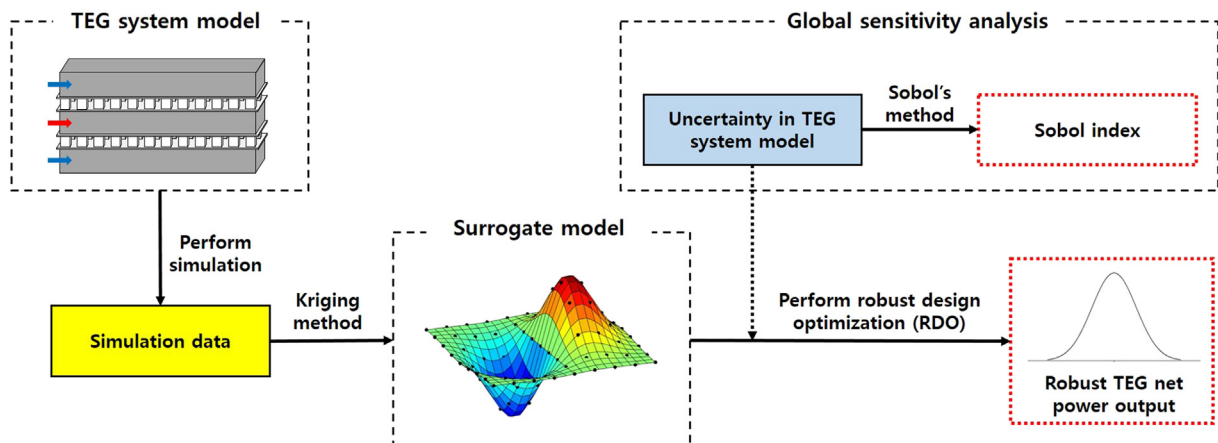 TEG system model
Global sensitivity analysis
Uncertainty in TEG
system model
Sobol's
method
Sobol index
Perform
simulation
Surrogate model
Simulation data
Kriging
method
Perform robust design
optimization (RDO)
Robust TEG net
power output